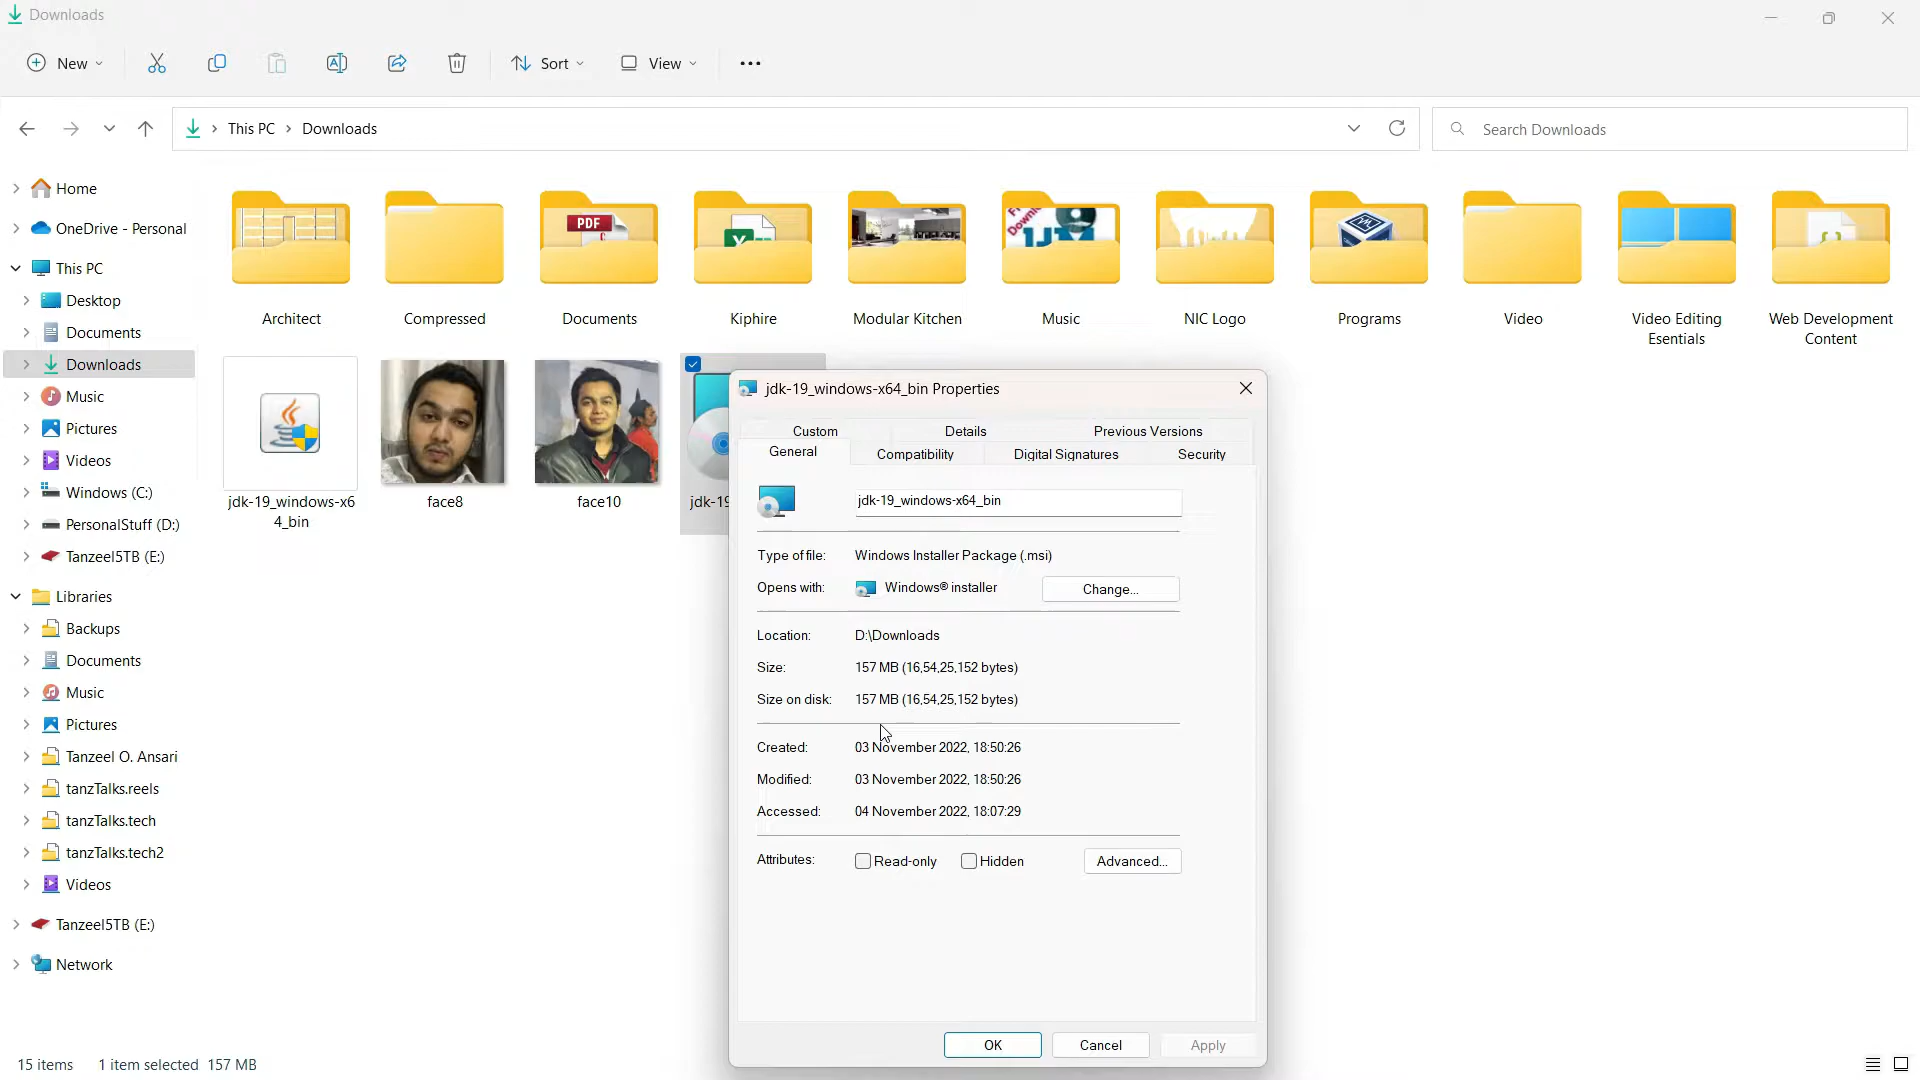 Downloads
New
Sort
View
This PC
Downloads
Search Downloads
Home
OneDrive - Personal
This PC
Desktop
Documents
Downloads
Music
Pictures
Videos
Windows (C:)
PersonalStuff (D:)
Tanzeel5TB (E:)
Libraries
Backups
Documents
Music
Pictures
Tanzeel O. Ansari
tanzTalks.reels
tanzTalks.tech
tanzTalks.tech2
Videos
Tanzeel5TB (E:)
Network
PDF
Architect
Compressed
Documents
Kiphire
Modular Kitchen
Music
NIC Logo
Programs
Video
Video Editing
Esentials
Web Development
Content
jdk-19_windows-x6
4_bin
face8
face10
jdk-19
jdk-19_windows-x64_bin Properties
Custom
Details
Previous Versions
General
Compatibility
Digital Signatures
Security
jdk-19_windows-x64_bin
Type of file: Windows Installer Package (.msi)
Opens with: Windows® installer
Change...
Location: D:\Downloads
Size: 157 MB (16,54,25,152 bytes)
Size on disk: 157 MB (16,54,25,152 bytes)
Created: 03 November 2022, 18:50:26
Modified: 03 November 2022, 18:50:26
Accessed: 04 November 2022, 18:07:29
Attributes: Read-only Hidden
Advanced...
OK
Cancel
Apply
15 items 1 item selected 157 MB